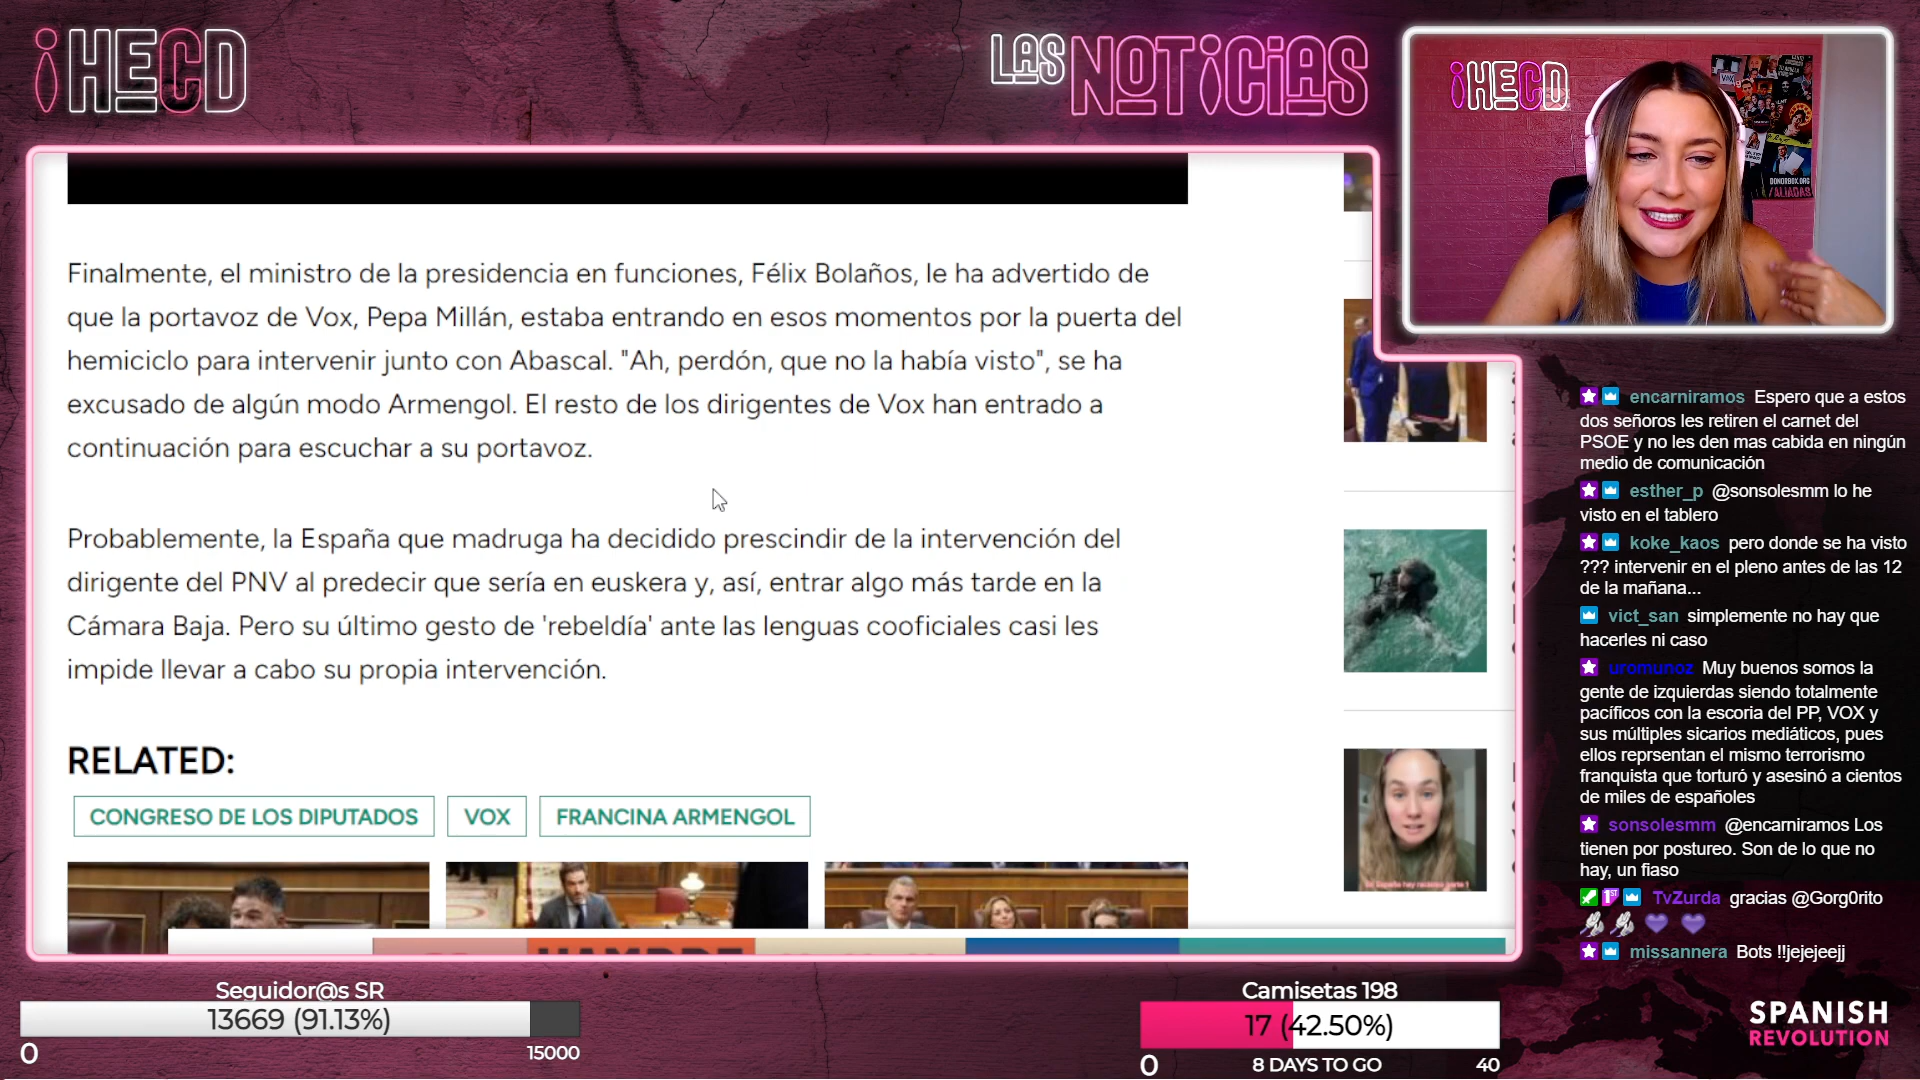 ¡HECD
LAS NOTICIAS
¡HECD
DONORBOX.ORG
/ALIADAS
Finalmente, el ministro de la presidencia en funciones, Félix Bolaños, le ha advertido de
que la portavoz de Vox, Pepa Millán, estaba entrando en esos momentos por la puerta del
hemiciclo para intervenir junto con Abascal. "Ah, perdón, que no la había visto", se ha
excusado de algún modo Armengol. El resto de los dirigentes de Vox han entrado a
continuación para escuchar a su portavoz.
Probablemente, la España que madruga ha decidido prescindir de la intervención del
dirigente del PNV al predecir que sería en euskera y, así, entrar algo más tarde en la
Cámara Baja. Pero su último gesto de 'rebeldía' ante las lenguas cooficiales casi les
impide llevar a cabo su propia intervención.
RELATED:
CONGRESO DE LOS DIPUTADOS
VOX
FRANCINA ARMENGOL
encarniramos Espero que a estos
dos señoros les retiren el carnet del
PSOE y no les den mas cabida en ningún
medio de comunicación
esther_p @sonsolesmm lo he
visto en el tablero
koke_kaos pero donde se ha visto
??? intervenir en el pleno antes de las 12
de la mañana...
vict_san simplemente no hay que
hacerles ni caso
uromunoz Muy buenos somos la
gente de izquierdas siendo totalmente
pacíficos con la escoria del PP, VOX y
sus múltiples sicarios mediáticos, pues
ellos reprsentan el mismo terrorismo
franquista que torturó y asesinó a cientos
de miles de españoles
sonsolesmm @encarniramos Los
tienen por postureo. Son de lo que no
hay, un fiaso
1ST TvZurda gracias @Gorg0rito
missannera Bots !!jejejeejj
Seguidor@s SR
13669 (91.13%)
0
15000
Camisetas 198
17 (42.50%)
0
8 DAYS TO GO
40
SPANISH
REVOLUTION